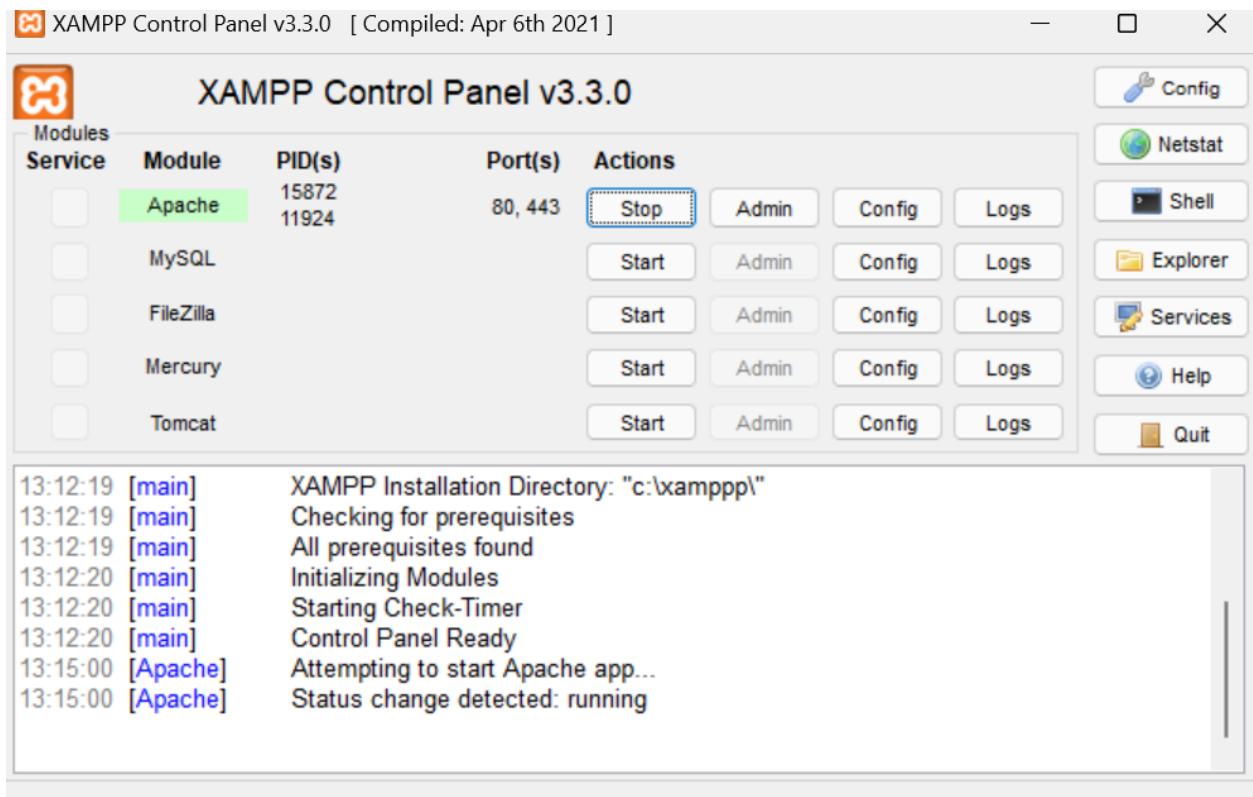 XAMPP Control Panel v3.3.0 [ Compiled: Apr 6th 2021 ]
XAMPP Control Panel v3.3.0
Config
Netstat
Shell
Explorer
Services
Help
Quit
Modules
Service Module PID(s) Port(s) Actions
Apache 15872 80, 443 Stop Admin Config Logs
11924
MySQL Start Admin Config Logs
FileZilla Start Admin Config Logs
Mercury Start Admin Config Logs
Tomcat Start Admin Config Logs
13:12:19 [main] XAMPP Installation Directory: "c:\xamppp\"
13:12:19 [main] Checking for prerequisites
13:12:19 [main] All prerequisites found
13:12:20 [main] Initializing Modules
13:12:20 [main] Starting Check-Timer
13:12:20 [main] Control Panel Ready
13:15:00 [Apache] Attempting to start Apache app...
13:15:00 [Apache] Status change detected: running